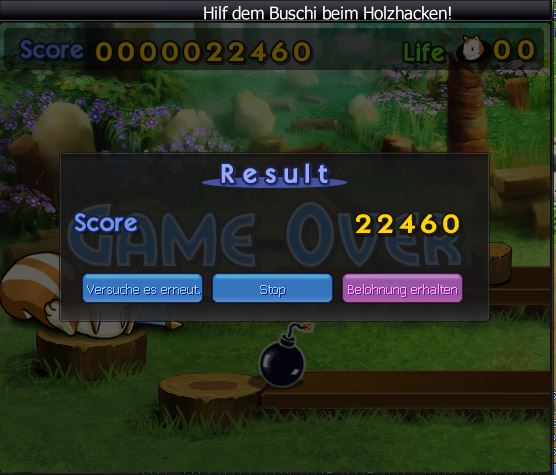 Hilf dem Buschi beim Holzhacken!
Score 0000022460 Life 00
Result
GAME OVER
Score 22460
Versuche es erneut. Stop Belohnung erhalten